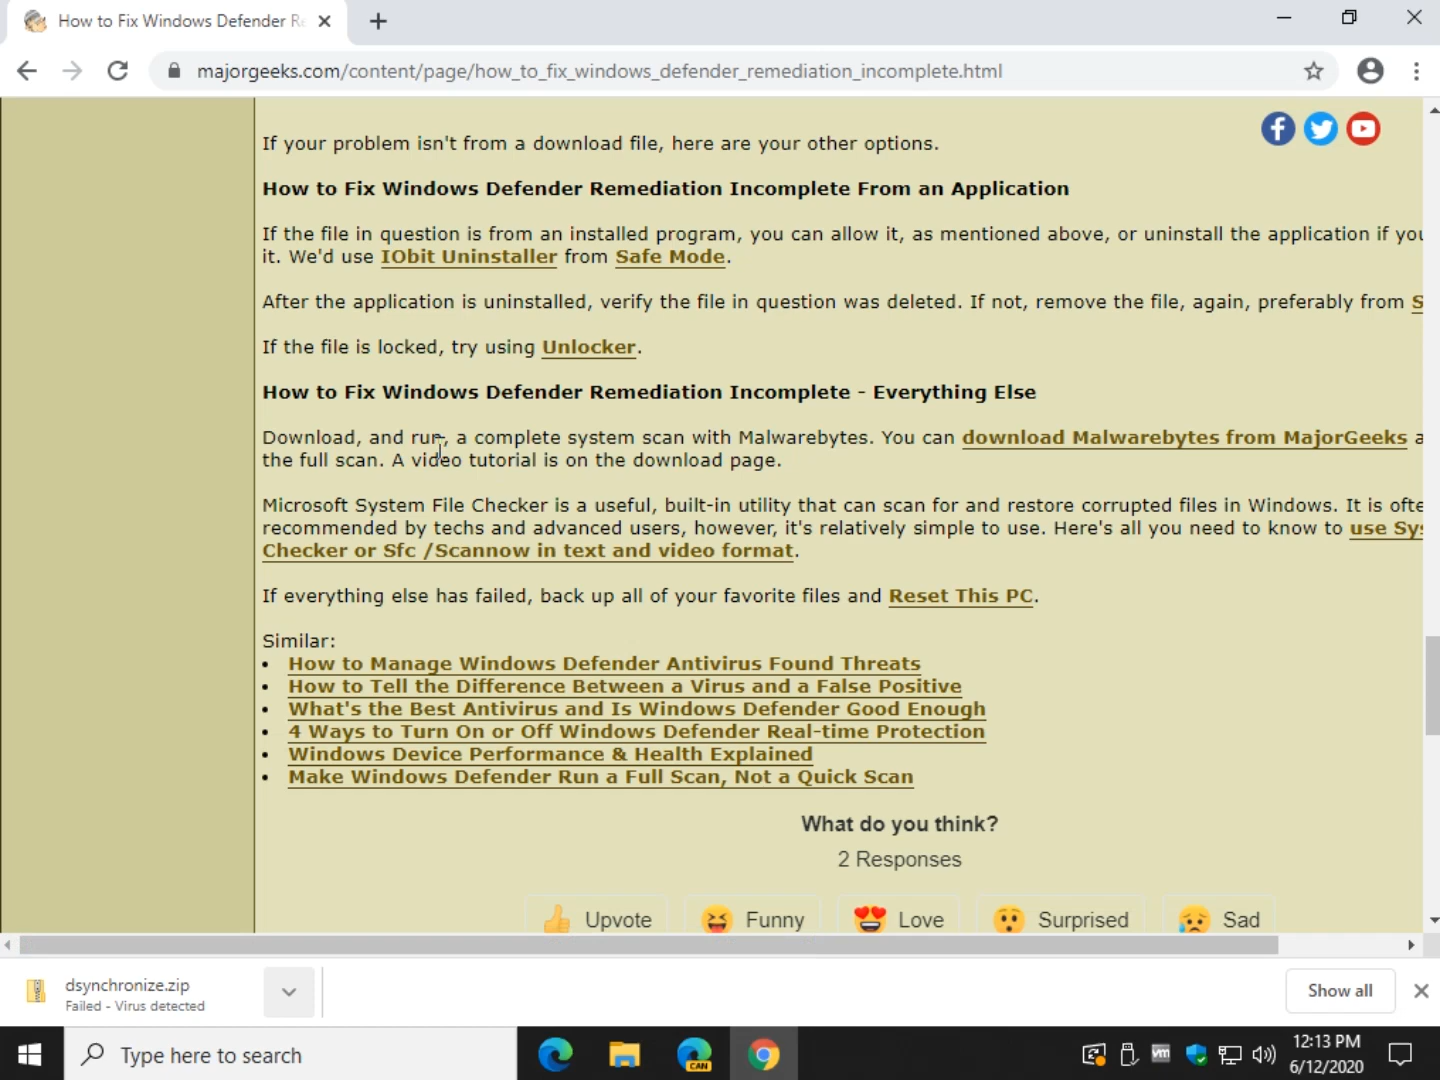 How to Fix Windows Defender Re
majorgeeks.com/content/page/how_to_fix_windows_defender_remediation_incomplete.html
If your problem isn't from a download file, here are your other options.
How to Fix Windows Defender Remediation Incomplete From an Application
If the file in question is from an installed program, you can allow it, as mentioned above, or uninstall the application if you
it. We'd use IObit Uninstaller from Safe Mode.
After the application is uninstalled, verify the file in question was deleted. If not, remove the file, again, preferably from S
If the file is locked, try using Unlocker.
How to Fix Windows Defender Remediation Incomplete - Everything Else
Download, and run, a complete system scan with Malwarebytes. You can download Malwarebytes from MajorGeeks a
the full scan. A video tutorial is on the download page.
Microsoft System File Checker is a useful, built-in utility that can scan for and restore corrupted files in Windows. It is ofte
recommended by techs and advanced users, however, it's relatively simple to use. Here's all you need to know to use Sys
Checker or Sfc /Scannow in text and video format.
If everything else has failed, back up all of your favorite files and Reset This PC.
Similar:
• How to Manage Windows Defender Antivirus Found Threats
• How to Tell the Difference Between a Virus and a False Positive
• What's the Best Antivirus and Is Windows Defender Good Enough
• 4 Ways to Turn On or Off Windows Defender Real-time Protection
• Windows Device Performance & Health Explained
• Make Windows Defender Run a Full Scan, Not a Quick Scan
What do you think?
2 Responses
Upvote Funny Love Surprised Sad
dsynchronize.zip
Failed - Virus detected
Show all
Type here to search
CAN
vm
12:13 PM
6/12/2020